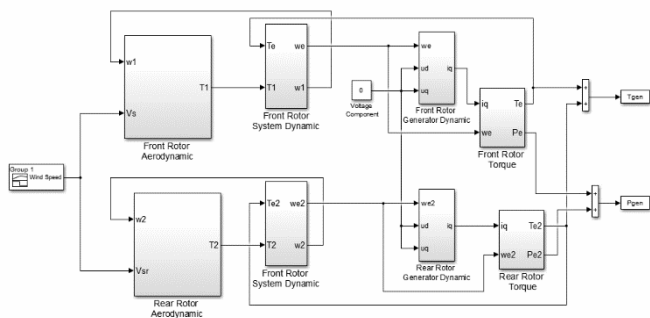 w1
Vs
T1
Front Rotor
Aerodynamic
Te
T1
we
w1
Front Rotor
System Dynamic
0
Voltage
Component
we
ud
uq
iq
Front Rotor
Generator Dynamic
iq
we
Te
Pe
Front Rotor
Torque
+
+
Tgen
Group 1
Wind Speed
w2
Vsr
T2
Rear Rotor
Aerodynamic
Te2
T2
we2
w2
Front Rotor
System Dynamic
we2
ud
uq
iq
Rear Rotor
Generator Dynamic
iq
we2
Te2
Pe2
Rear Rotor
Torque
+
+
Pgen